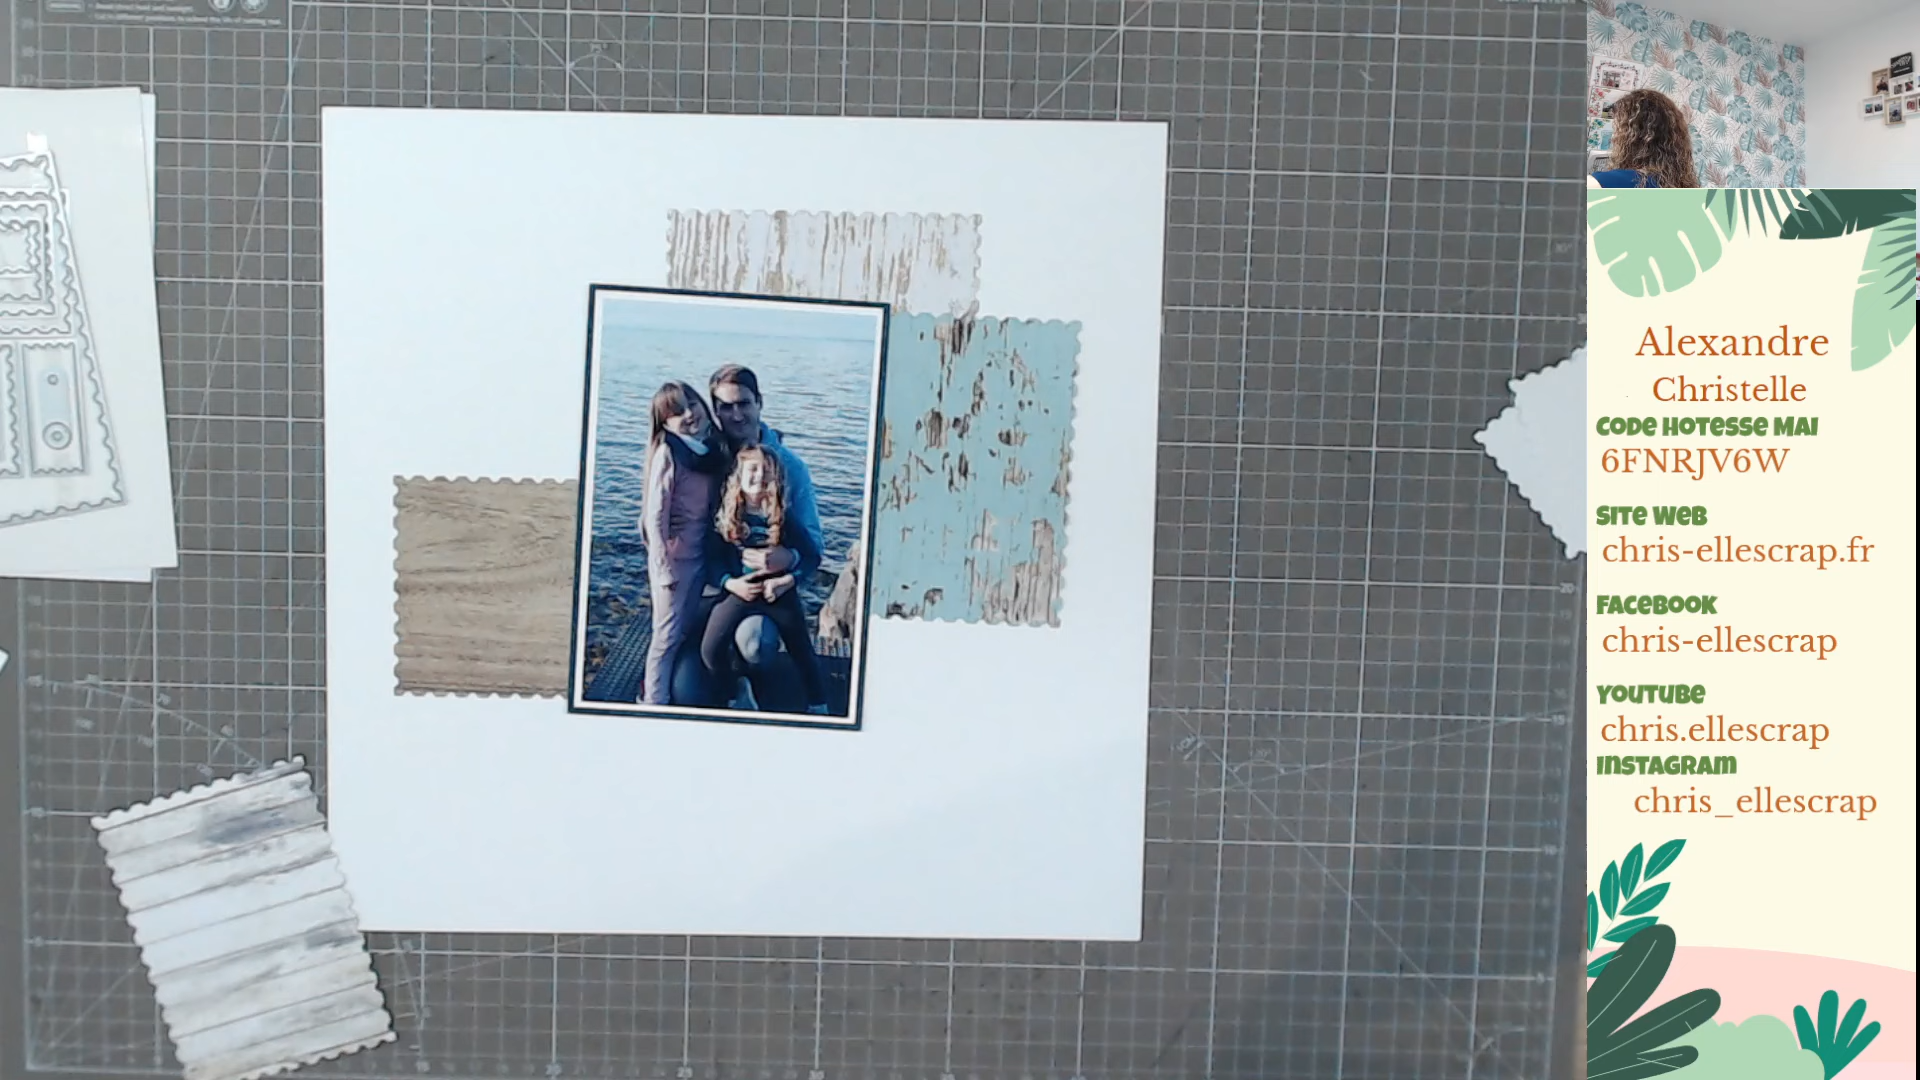 Alexandre
Christelle
CODE HOTESSE MAI
6FNRJV6W
SITE WEB
chris-ellescrap.fr
FACEBOOK
chris-ellescrap
YOUTUBE
chris.ellescrap
INSTAGRAM
chris_ellescrap